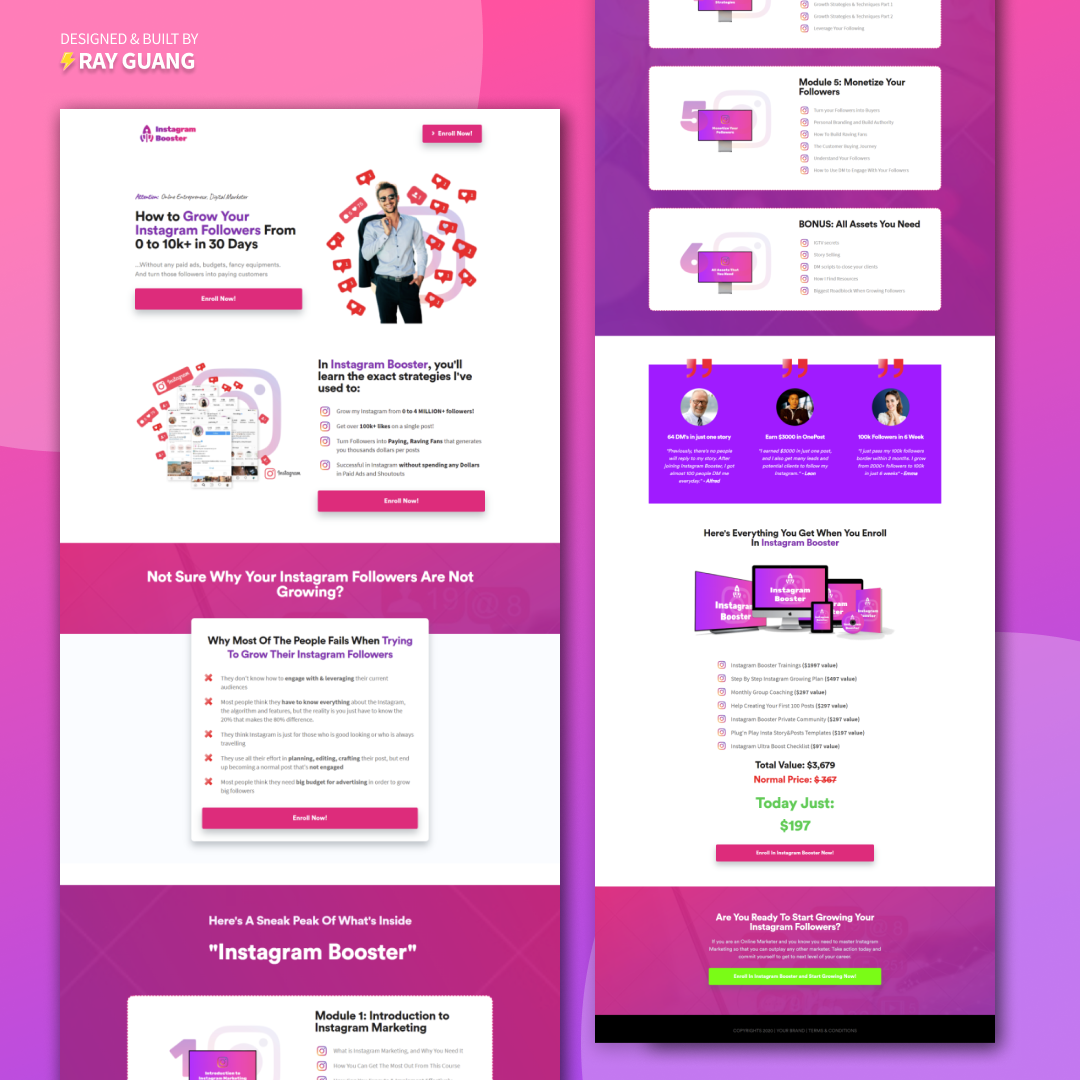 DESIGNED & BUILT BY
⚡RAY GUANG
Instagram
Booster
Enroll Now!
Attention: Online Entrepreneur, Digital Marketer
How to Grow Your
Instagram Followers From
0 to 10k+ in 30 Days
...Without any paid ads, budgets, fancy equipments.
And turn those followers into paying customers
Enroll Now!
Instagram
Instagram
In Instagram Booster, you'll
learn the exact strategies I've
used to:
Grow my Instagram from 0 to 4 MILLION+ followers!
Get over 100k+ likes on a single post!
Turn Followers into Paying, Raving Fans that generates
you thousands dollars per posts
Successful in Instagram without spending any Dollars
in Paid Ads and Shoutouts
Enroll Now!
Not Sure Why Your Instagram Followers Are Not
Growing?
Why Most Of The People Fails When Trying
To Grow Their Instagram Followers
They don't know how to engage with & leveraging their current
audiences
Most people think they have to know everything about the Instagram,
the algorithm and features, but the reality is you just have to know the
20% that makes the 80% difference.
They think Instagram is just for those who is good looking or who is always
travelling
They use all their effort in planning, editing, crafting their post, but end
up becoming a normal post that's not engaged
Most people think they need big budget for advertising in order to grow
big followers
Enroll Now!
Here's A Sneak Peak Of What's Inside
"Instagram Booster"
1
Introduction to
Instagram Marketing
Module 1: Introduction to
Instagram Marketing
What is Instagram Marketing, and Why You Need It
How You Can Get The Most Out From This Course
Strategies
Growth Strategies & Techniques Part 1
Growth Strategies & Techniques Part 2
Leverage Your Following
5
Monetize Your
Followers
Module 5: Monetize Your
Followers
Turn your Followers into Buyers
Personal Branding and Build Authority
How To Build Raving Fans
The Customer Buying Journey
Understand Your Followers
How to Use DM to Engage With Your Followers
6
All Assets That
You Need
BONUS: All Assets You Need
IGTV secrets
Story Selling
DM scripts to close your clients
How I Find Resources
Biggest Roadblock When Growing Followers
64 DM's in just one story
"Previously, there's no people
will reply to my story. After
joining Instagram Booster, I got
almost 100 people DM me
everyday." - Alfred
Earn $3000 in OnePost
"I earned $3000 in just one post,
and I also get many leads and
potential clients to follow my
Instagram." - Leon
100k Followers in 6 Week
"I just pass my 100k followers
border within 2 months. I grow
from 2000+ followers to 100k
in just 6 weeks" - Emma
Here's Everything You Get When You Enroll
In Instagram Booster
Instagram
Booster
Instagram
Booster
Instagram
Booster
Instagram Booster Trainings ($1997 value)
Step By Step Instagram Growing Plan ($497 value)
Monthly Group Coaching ($297 value)
Help Creating Your First 100 Posts ($297 value)
Instagram Booster Private Community ($297 value)
Plug'n Play Insta Story&Posts Templates ($197 value)
Instagram Ultra Boost Checklist ($97 value)
Total Value: $3,679
Normal Price: $ 367
Today Just:
$197
Enroll In Instagram Booster Now!
Are You Ready To Start Growing Your
Instagram Followers?
If you are an Online Marketer and you know you need to master Instagram
Marketing so that you can outplay any other marketer. Take action today and
commit yourself to get to next level of your career.
Enroll In Instagram Booster and Start Growing Now!
COPYRIGHTS 2020 | YOUR BRAND | TERMS & CONDITIONS